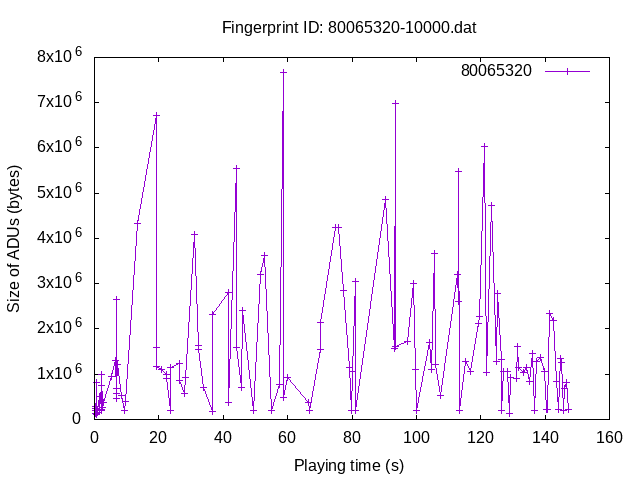 Fingerprint ID: 80065320-10000.dat
80065320
8x10^6
7x10^6
6x10^6
5x10^6
4x10^6
3x10^6
2x10^6
1x10^6
0
Size of ADUs (bytes)
0 20 40 60 80 100 120 140 160
Playing time (s)